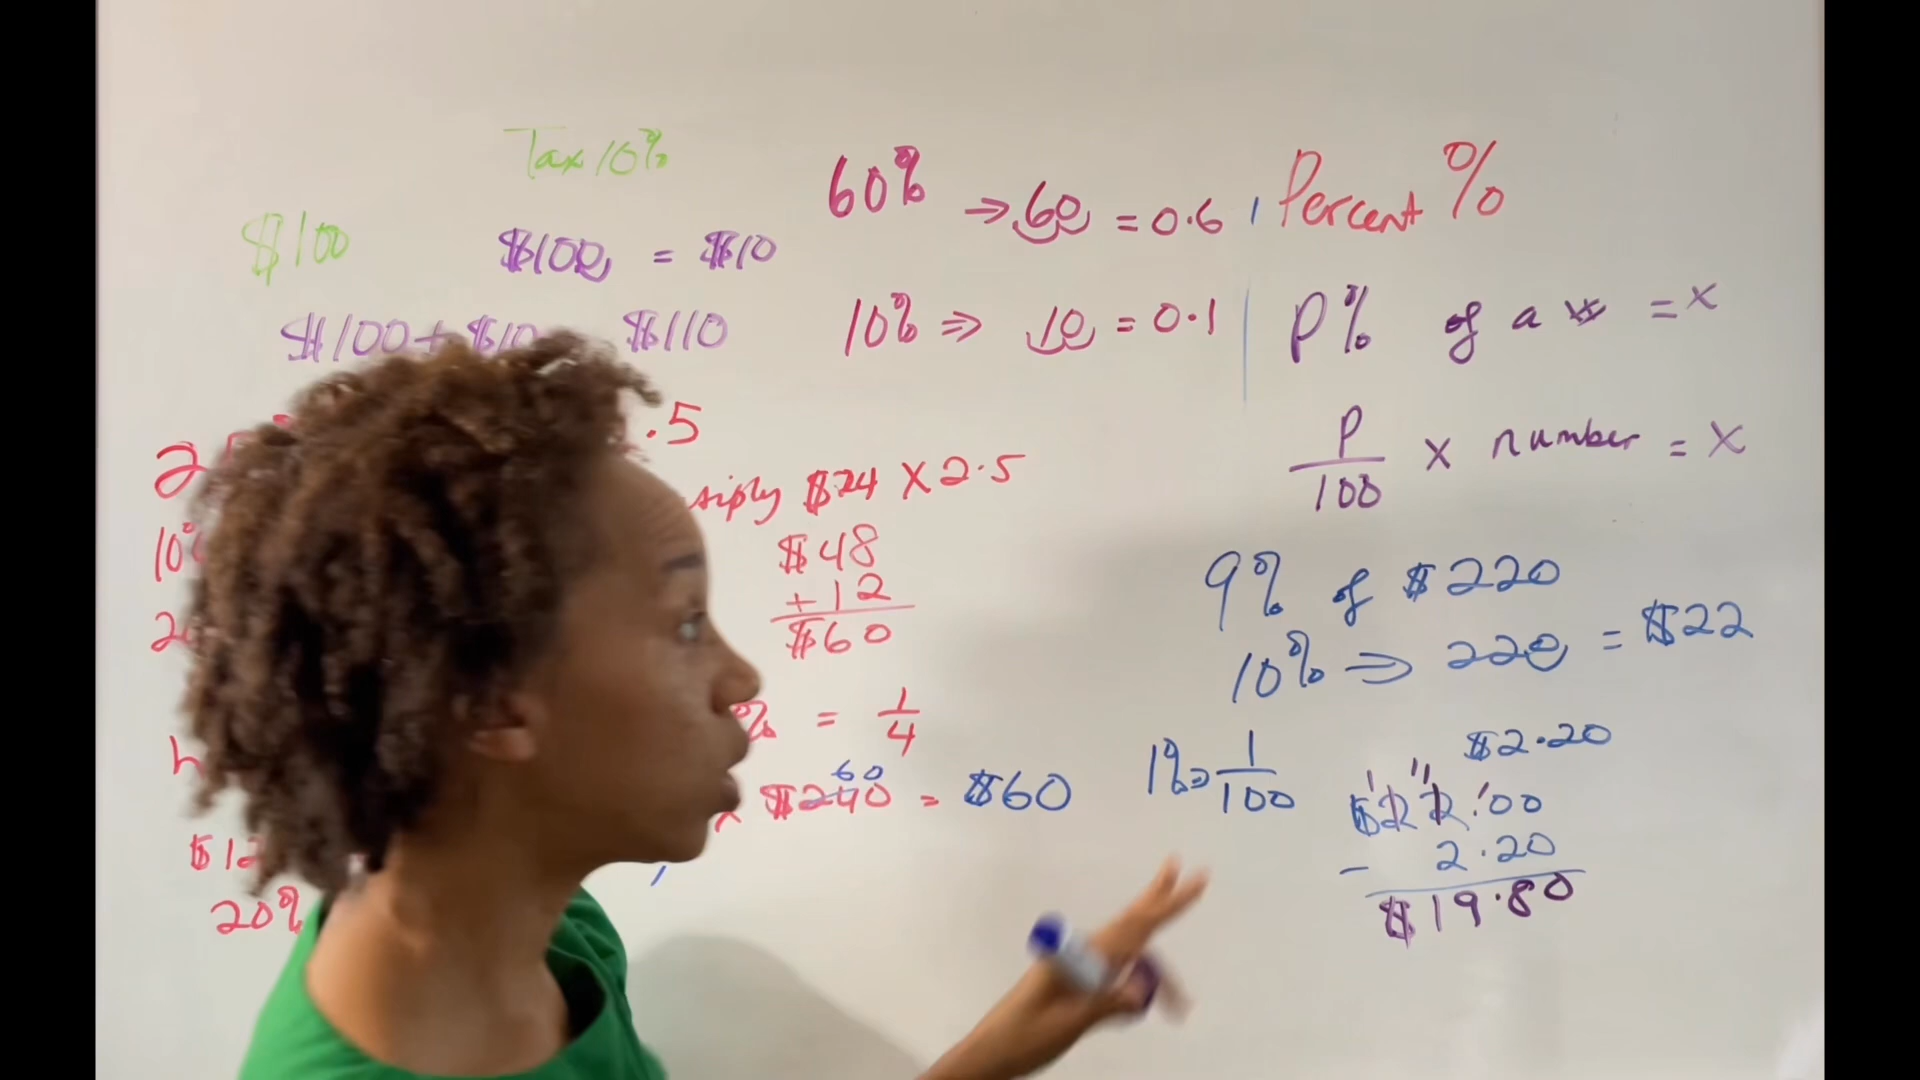 Tax 10%
$100
$100 = $10
$100 + $10
$110
.5
$24 X 2.5
$48
+ 12
$60
% = 1/4
60
x $240 = $60
20%
60% → 60 = 0.6
10% ⇒ 10 = 0.1
Percent %
P% of a # = x
P/100 x number = x
9% of $220
10% ⇒ 220 = $22
1% ⇒ 1/100
$2.20
$22.00
- 2.20
$19.80